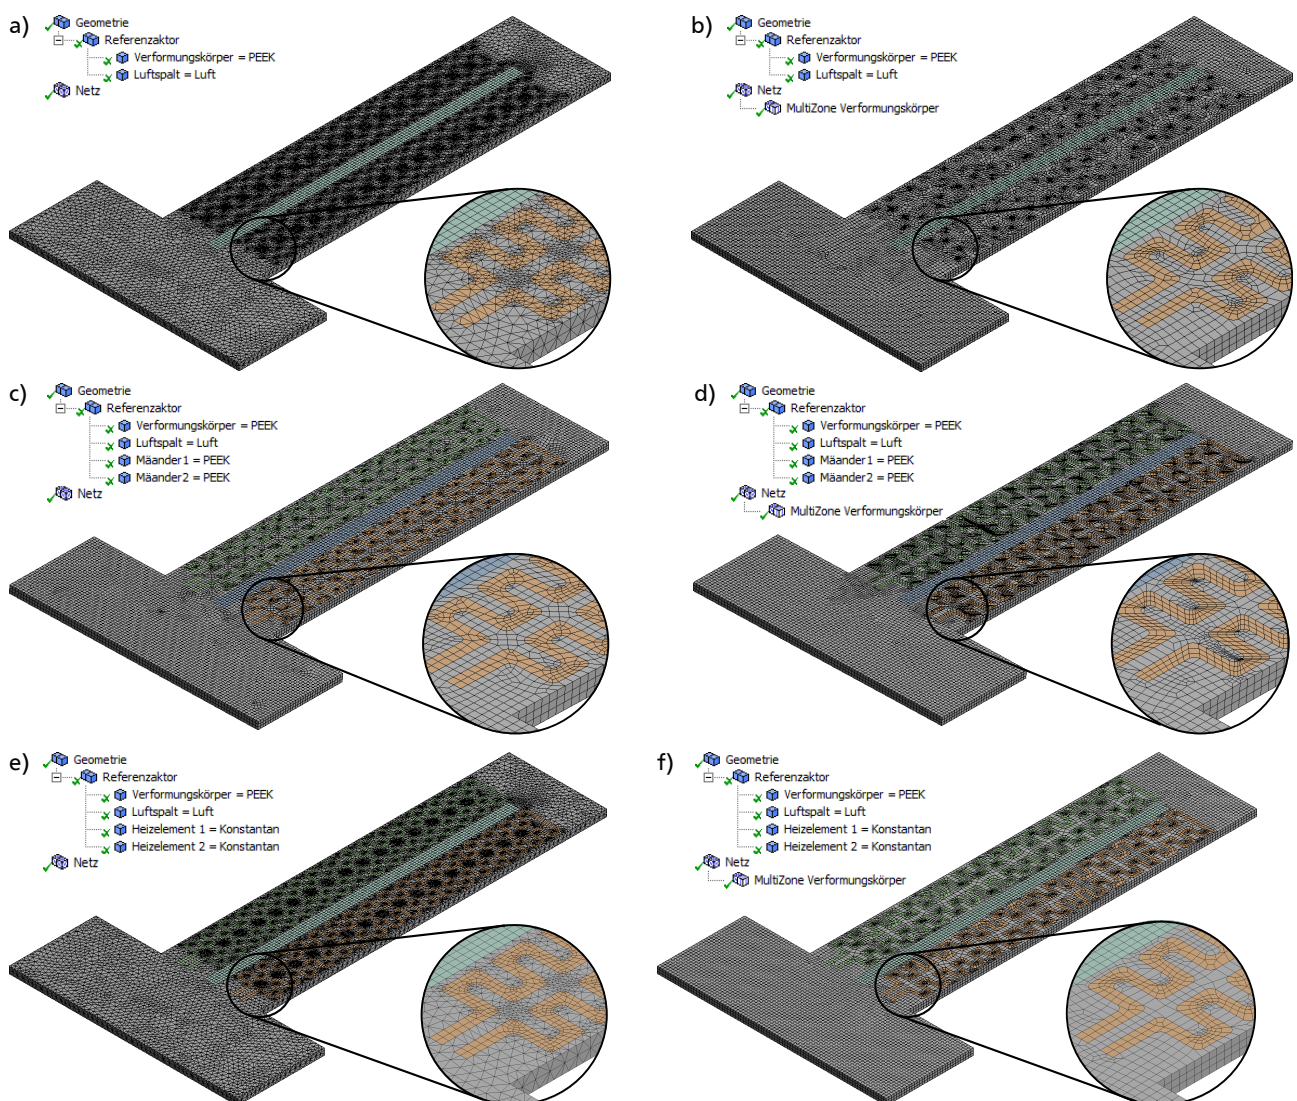 a)
Geometrie
Referenzaktor
Verformungskörper = PEEK
Luftspalt = Luft
Netz
b)
Geometrie
Referenzaktor
Verformungskörper = PEEK
Luftspalt = Luft
Netz
MultiZone Verformungskörper
c)
Geometrie
Referenzaktor
Verformungskörper = PEEK
Luftspalt = Luft
Mäander1 = PEEK
Mäander2 = PEEK
Netz
d)
Geometrie
Referenzaktor
Verformungskörper = PEEK
Luftspalt = Luft
Mäander1 = PEEK
Mäander2 = PEEK
Netz
MultiZone Verformungskörper
e)
Geometrie
Referenzaktor
Verformungskörper = PEEK
Luftspalt = Luft
Heizelement 1 = Konstantan
Heizelement 2 = Konstantan
Netz
f)
Geometrie
Referenzaktor
Verformungskörper = PEEK
Luftspalt = Luft
Heizelement 1 = Konstantan
Heizelement 2 = Konstantan
Netz
MultiZone Verformungskörper